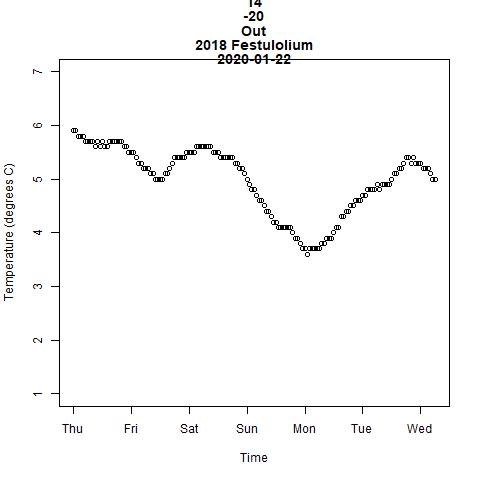 14
-20
Out
2018 Festulolium
2020-01-22
7
6
5
4
3
2
1
Temperature (degrees C)
Thu Fri Sat Sun Mon Tue Wed
Time